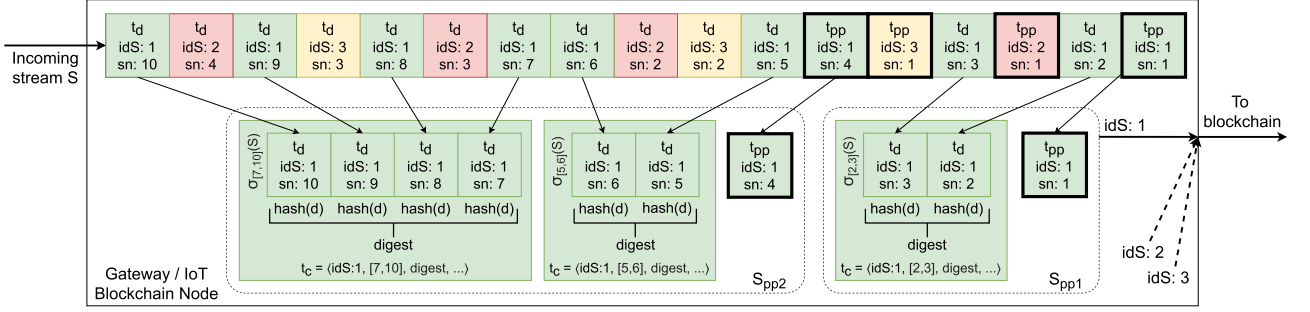 t_d t_d t_d t_d t_d t_d t_d t_d t_d t_d t_d t_pp t_pp t_d t_pp t_d t_pp
idS: 1 idS: 2 idS: 1 idS: 3 idS: 1 idS: 2 idS: 1 idS: 1 idS: 2 idS: 3 idS: 1 idS: 1 idS: 3 idS: 1 idS: 2 idS: 1 idS: 1
sn: 10 sn: 4 sn: 9 sn: 3 sn: 8 sn: 3 sn: 7 sn: 6 sn: 2 sn: 2 sn: 5 sn: 4 sn: 1 sn: 3 sn: 1 sn: 2 sn: 1
Incoming
stream S
To
blockchain
idS: 1
σ[7,10](S)
t_d t_d t_d t_d
idS: 1 idS: 1 idS: 1 idS: 1
sn: 10 sn: 9 sn: 8 sn: 7
hash(d) hash(d) hash(d) hash(d)
digest
t_c = ⟨idS:1, [7,10], digest, ...⟩
σ[5,6](S)
t_d t_d
idS: 1 idS: 1
sn: 6 sn: 5
hash(d) hash(d)
digest
t_c = ⟨idS:1, [5,6], digest, ...⟩
t_pp
idS: 1
sn: 4
S_pp2
σ[2,3](S)
t_d t_d
idS: 1 idS: 1
sn: 3 sn: 2
hash(d) hash(d)
digest
t_c = ⟨idS:1, [2,3], digest, ...⟩
t_pp
idS: 1
sn: 1
S_pp1
idS: 2
idS: 3
Gateway / IoT
Blockchain Node